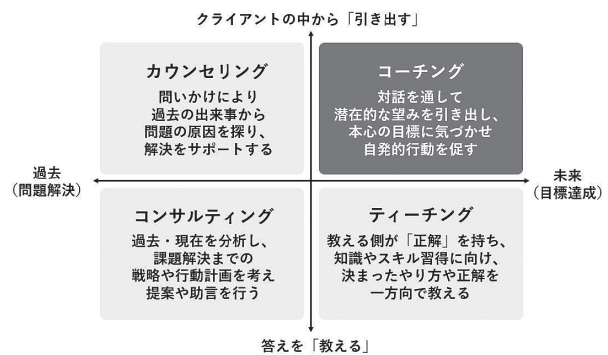 クライアントの中から「引き出す」
カウンセリング
問いかけにより
過去の出来事から
問題の原因を探り、
解決をサポートする
コーチング
対話を通して
潜在的な望みを引き出し、
本心の目標に気づかせ
自発的行動を促す
過去
（問題解決）
未来
（目標達成）
コンサルティング
過去・現在を分析し、
課題解決までの
戦略や行動計画を考え
提案や助言を行う
ティーチング
教える側が「正解」を持ち、
知識やスキル習得に向け、
決まったやり方や正解を
一方向で教える
答えを「教える」